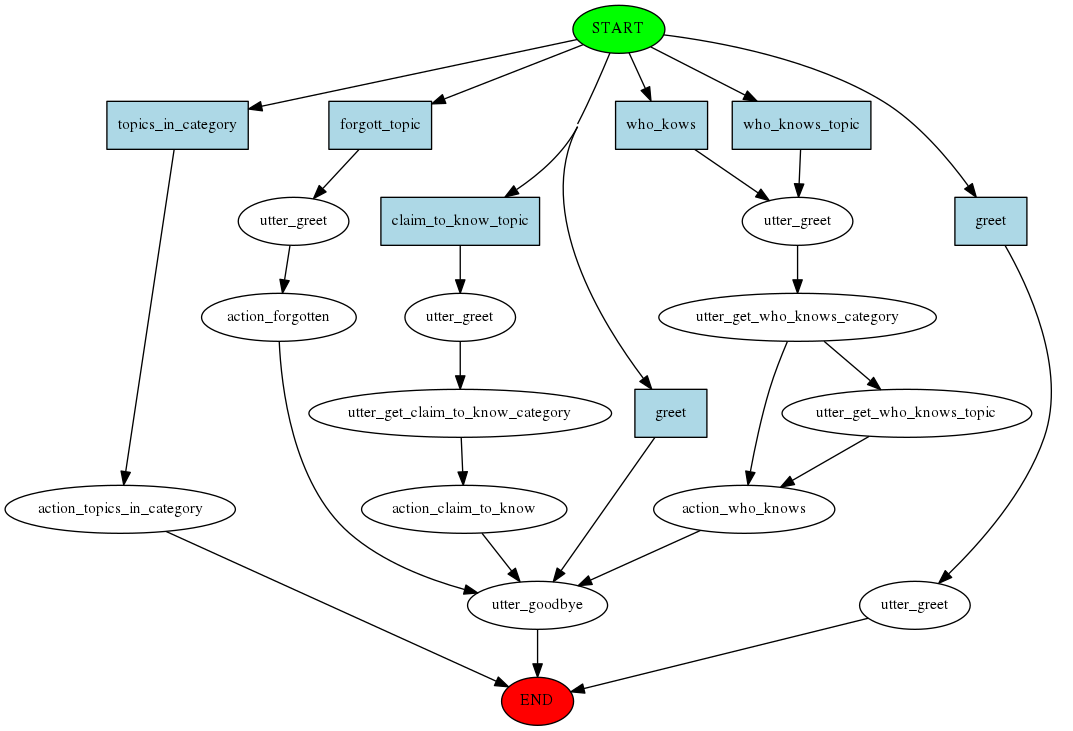 START
topics_in_category
forgott_topic
who_kows
who_knows_topic
utter_greet
claim_to_know_topic
utter_greet
greet
action_forgotten
utter_greet
utter_get_who_knows_category
utter_get_claim_to_know_category
greet
utter_get_who_knows_topic
action_topics_in_category
action_claim_to_know
action_who_knows
utter_goodbye
utter_greet
END